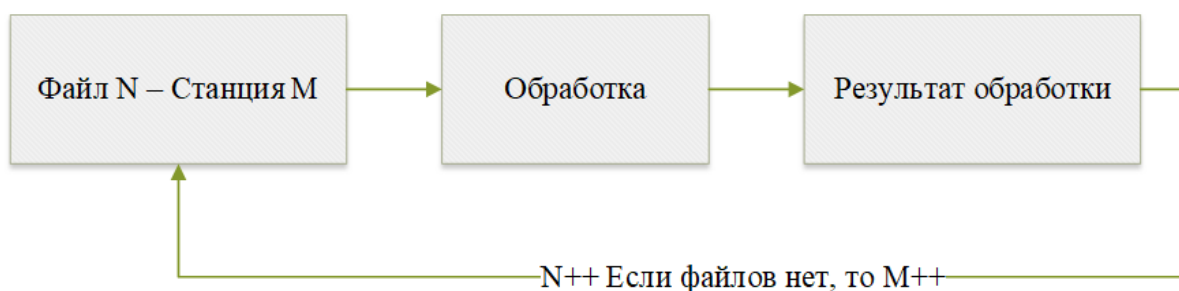 Файл N – Станция M
Обработка
Результат обработки
N++ Если файлов нет, то M++